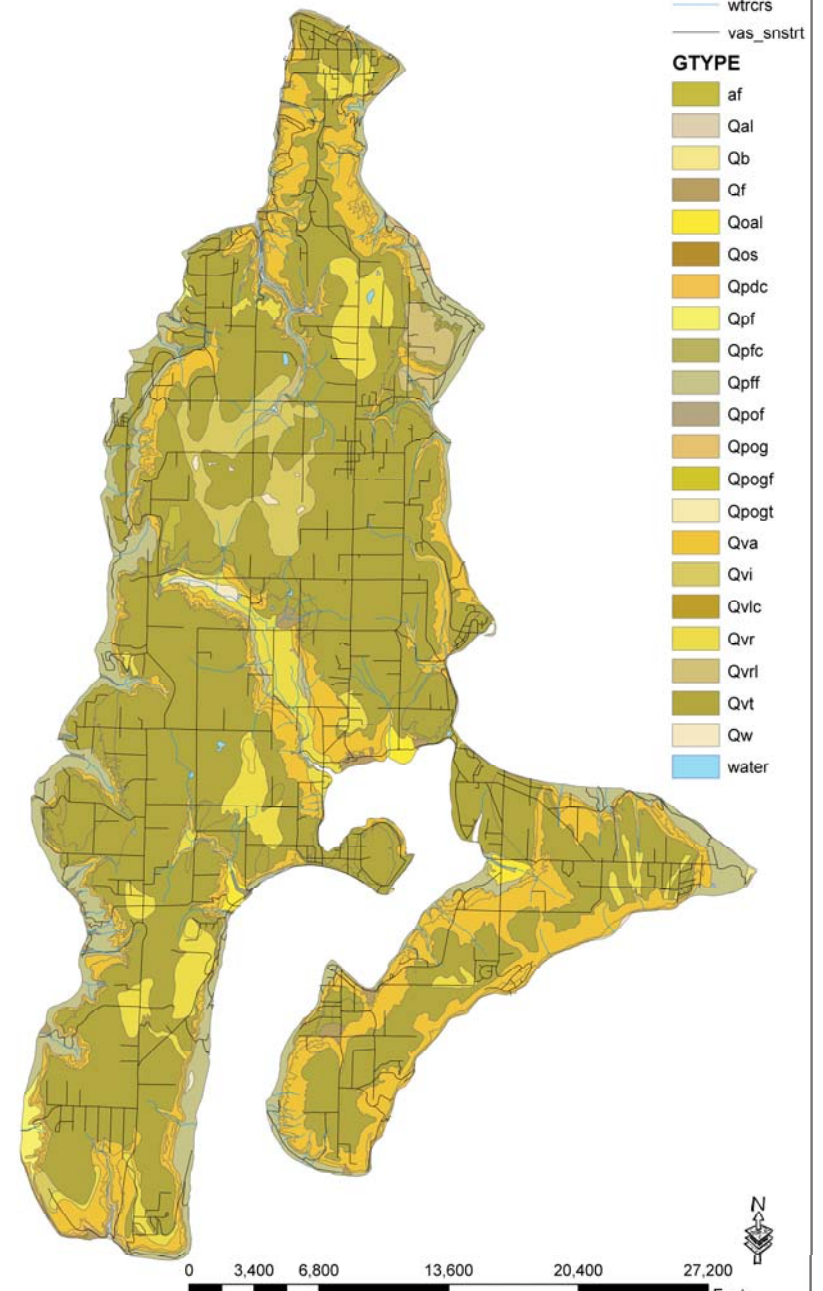 wtrcrs
vas_snstrt
GTYPE
af
Qal
Qb
Qf
Qoal
Qos
Qpdc
Qpf
Qpfc
Qpff
Qpof
Qpog
Qpogf
Qpogt
Qva
Qvi
Qvlc
Qvr
Qvrl
Qvt
Qw
water
N
0 3,400 6,800 13,600 20,400 27,200